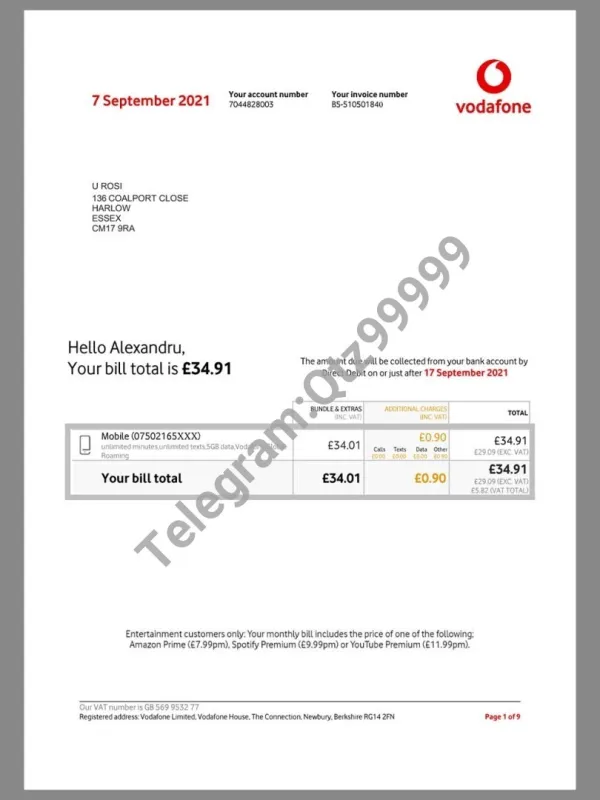 7 September 2021
Your account number
7044828003
Your invoice number
B5-510501840
vodafone
U ROSI
136 COALPORT CLOSE
HARLOW
ESSEX
CM17 9RA
Hello Alexandru,
Your bill total is £34.91
The amount due will be collected from your bank account by
Direct Debit on or just after 17 September 2021
BUNDLE & EXTRAS
(INC. VAT)
ADDITIONAL CHARGES
(INC. VAT)
TOTAL
Mobile (07502165XXX)
unlimited minutes,unlimited texts,5GB data,
Roaming
£34.01
£0.90
Calls Texts Data Other
£0.00 £0.00 £0.00 £0.90
£34.91
£29.09 (EXC. VAT)
Your bill total
£34.01
£0.90
£34.91
£29.09 (EXC. VAT)
£5.82 (VAT TOTAL)
Telegram:Qtz99999
Entertainment customers only: Your monthly bill includes the price of one of the following;
Amazon Prime (£7.99pm), Spotify Premium (£9.99pm) or YouTube Premium (£11.99pm).
Our VAT number is GB 569 9532 77
Registered address: Vodafone Limited, Vodafone House, The Connection, Newbury, Berkshire RG14 2FN
Page 1 of 9